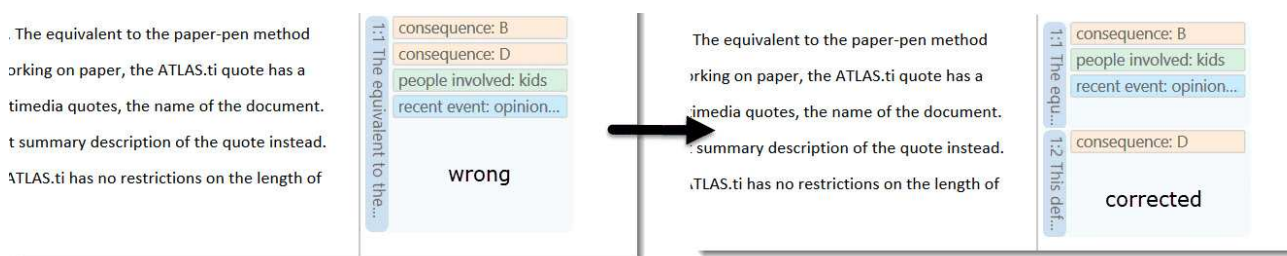 . The equivalent to the paper-pen method
orking on paper, the ATLAS.ti quote has a
timedia quotes, the name of the document.
t summary description of the quote instead.
ATLAS.ti has no restrictions on the length of
1:1 The equivalent to the...
consequence: B
consequence: D
people involved: kids
recent event: opinion...
wrong
The equivalent to the paper-pen method
orking on paper, the ATLAS.ti quote has a
imedia quotes, the name of the document.
summary description of the quote instead.
ATLAS.ti has no restrictions on the length of
1:1 The equ...
consequence: B
people involved: kids
recent event: opinion...
1:2 This def...
consequence: D
corrected